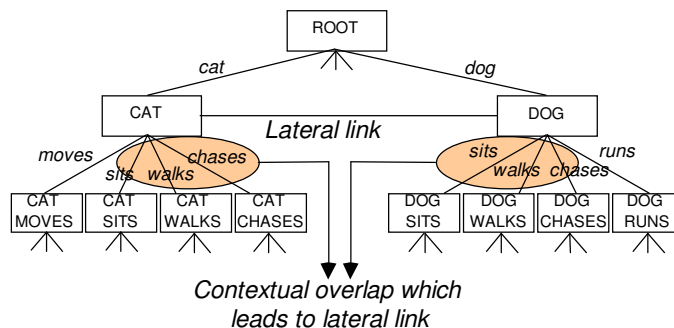 ROOT
cat
dog
CAT
DOG
Lateral link
moves
sits
walks
chases
sits
walks
chases
runs
CAT
MOVES
CAT
SITS
CAT
WALKS
CAT
CHASES
DOG
SITS
DOG
WALKS
DOG
CHASES
DOG
RUNS
Contextual overlap which
leads to lateral link